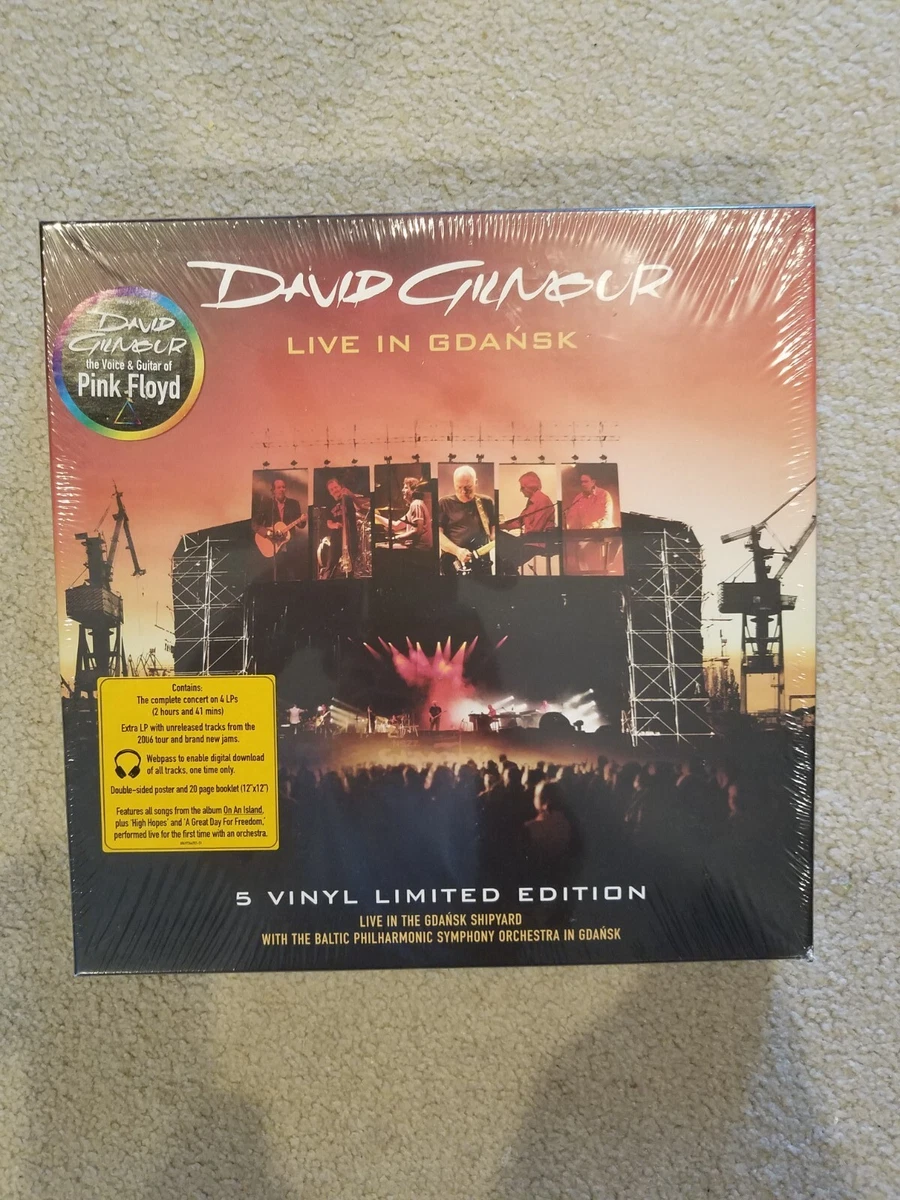 DAVID GILMOUR
LIVE IN GDAŃSK
DAVID
GILMOUR
the Voice & Guitar of
Pink Floyd
Contains:
The complete concert on 4 LPs
(2 hours and 41 mins)
Extra LP with unreleased tracks from the
2006 tour and brand new jams.
Webpass to enable digital download
of all tracks, one time only.
Double-sided poster and 20 page booklet (12"x12")
Features all songs from the album On An Island,
plus 'High Hopes' and 'A Great Day For Freedom,'
performed live for the first time with an orchestra.
5 VINYL LIMITED EDITION
LIVE IN THE GDAŃSK SHIPYARD
WITH THE BALTIC PHILHARMONIC SYMPHONY ORCHESTRA IN GDAŃSK